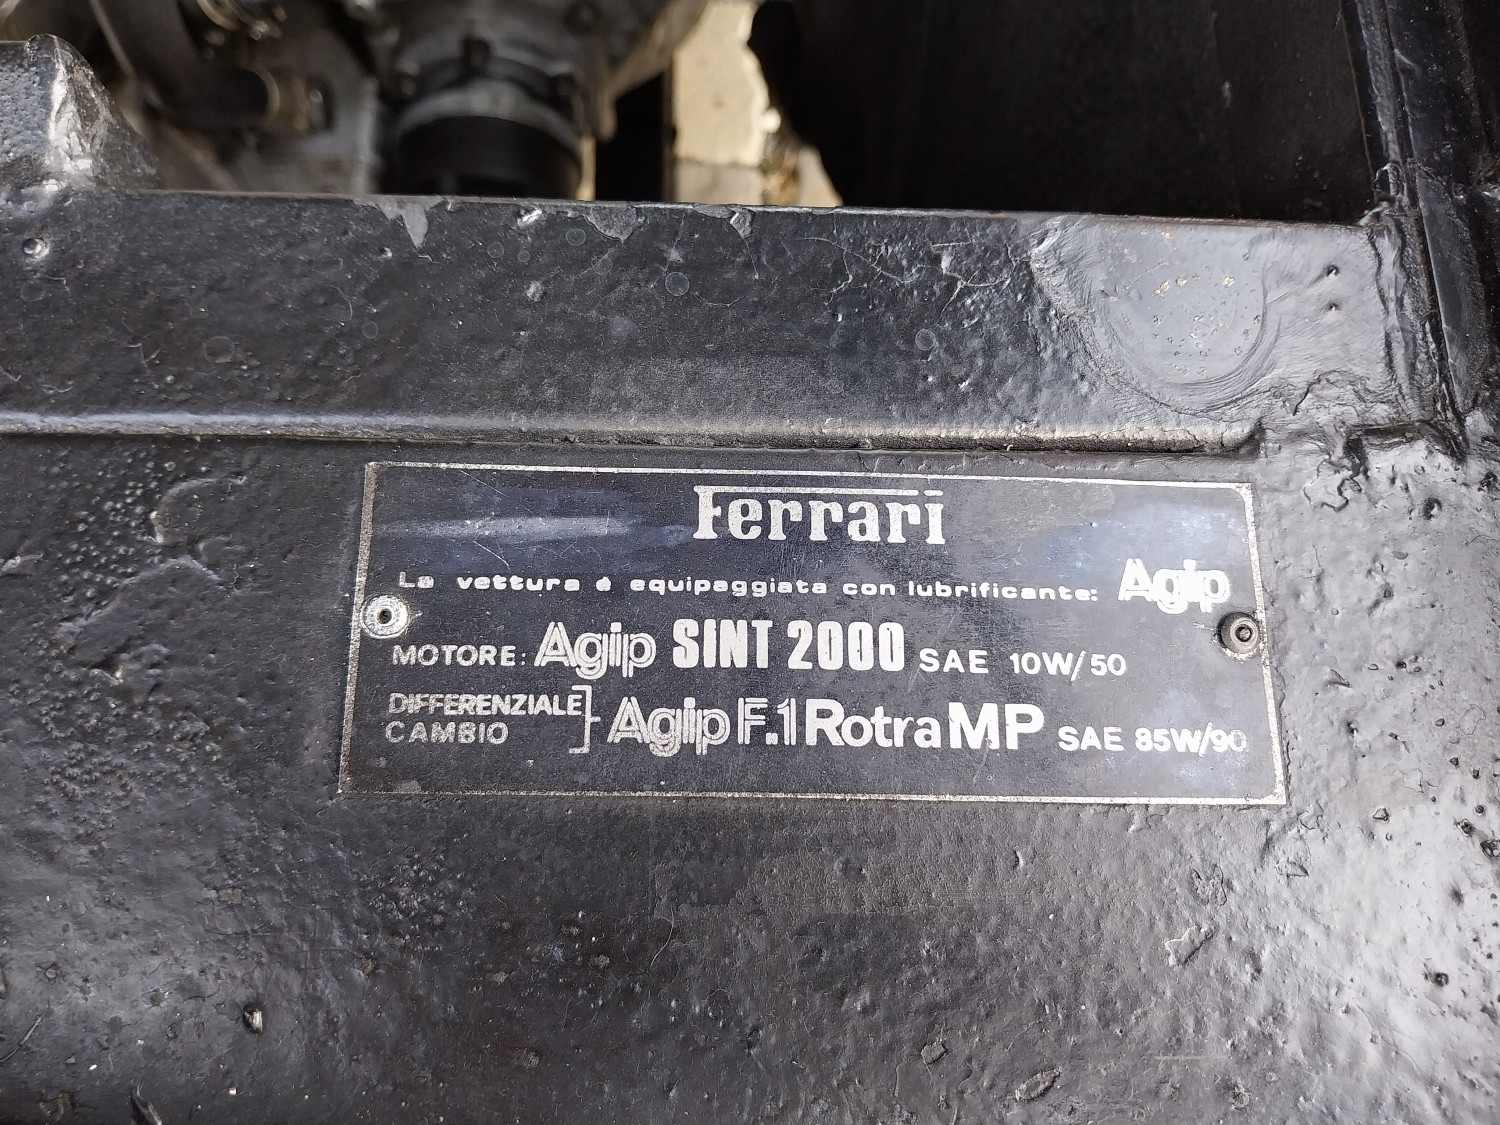 Ferrari
La vettura é equipaggiata con lubrificante: Agip
MOTORE: Agip SINT 2000 SAE 10W/50
DIFFERENZIALE
CAMBIO } Agip F.1 Rotra MP SAE 85W/90